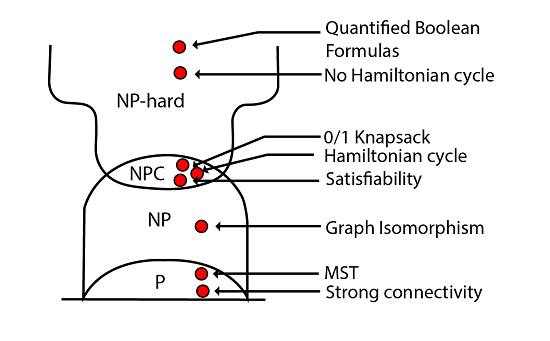 Quantified Boolean
Formulas
No Hamiltonian cycle
NP-hard
0/1 Knapsack
Hamiltonian cycle
NPC
Satisfiability
NP
Graph Isomorphism
MST
P
Strong connectivity